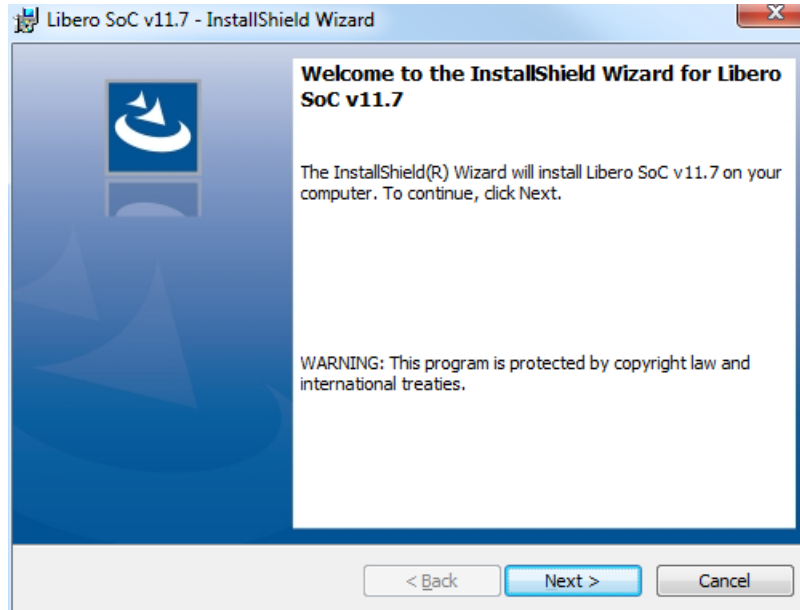 Libero SoC v11.7 - InstallShield Wizard
x
Welcome to the InstallShield Wizard for Libero
SoC v11.7
The InstallShield(R) Wizard will install Libero SoC v11.7 on your
computer. To continue, click Next.
WARNING: This program is protected by copyright law and
international treaties.
< Back Next > Cancel